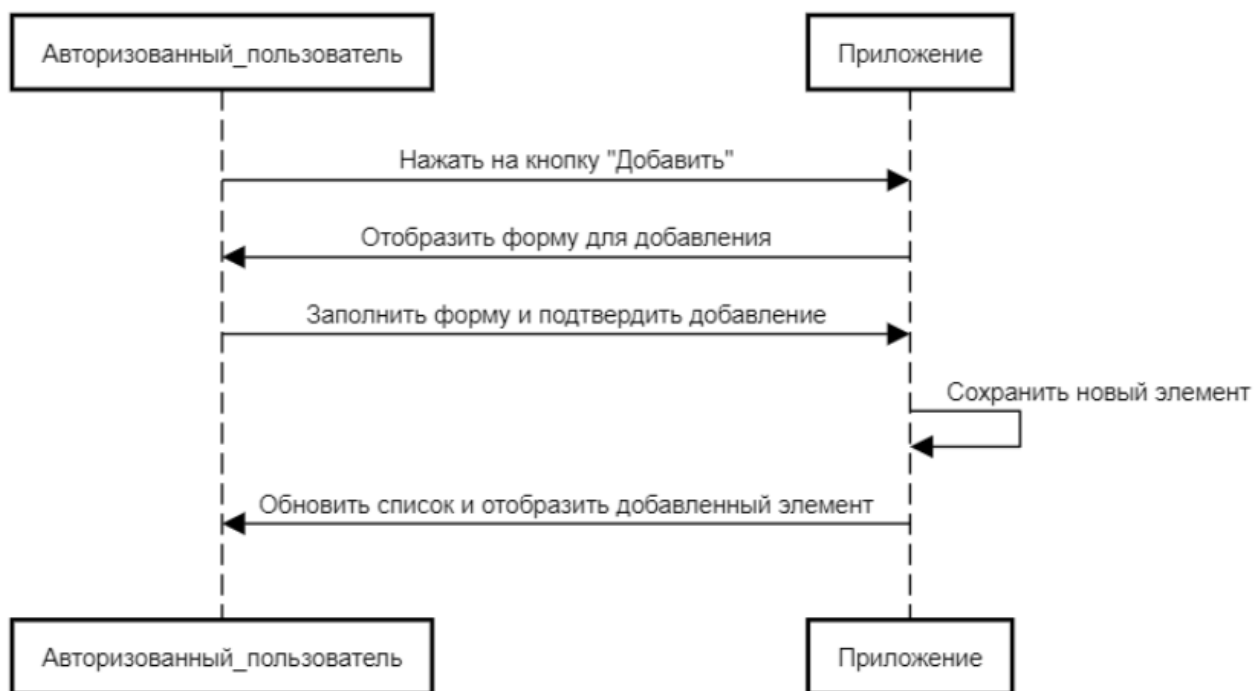 Авторизованный_пользователь
Приложение
Нажать на кнопку "Добавить"
Отобразить форму для добавления
Заполнить форму и подтвердить добавление
Сохранить новый элемент
Обновить список и отобразить добавленный элемент
Авторизованный_пользователь
Приложение